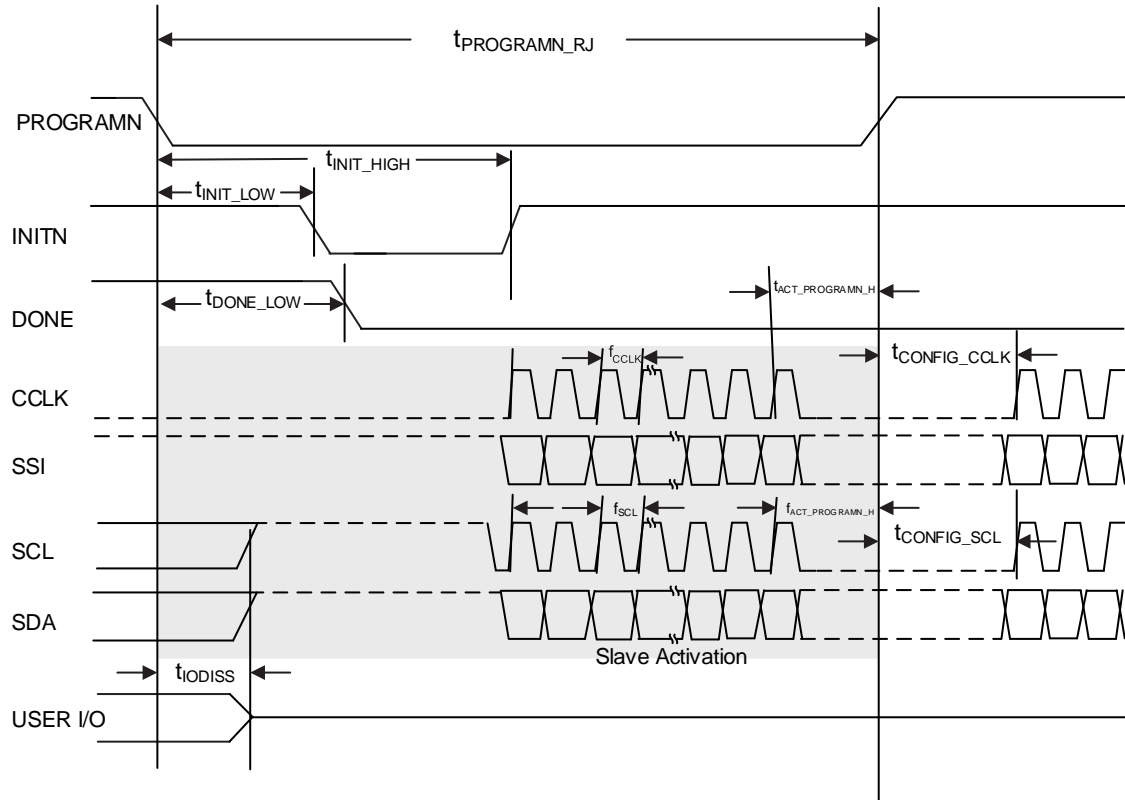 tPROGRAMN_RJ
PROGRAMN
tINIT_HIGH
tINIT_LOW
INITN
tACT_PROGRAMN_H
tDONE_LOW
DONE
fCCLK
tCONFIG_CCLK
CCLK
SSI
fSCL
fACT_PROGRAMN_H
tCONFIG_SCL
SCL
SDA
Slave Activation
tIODISS
USER I/O